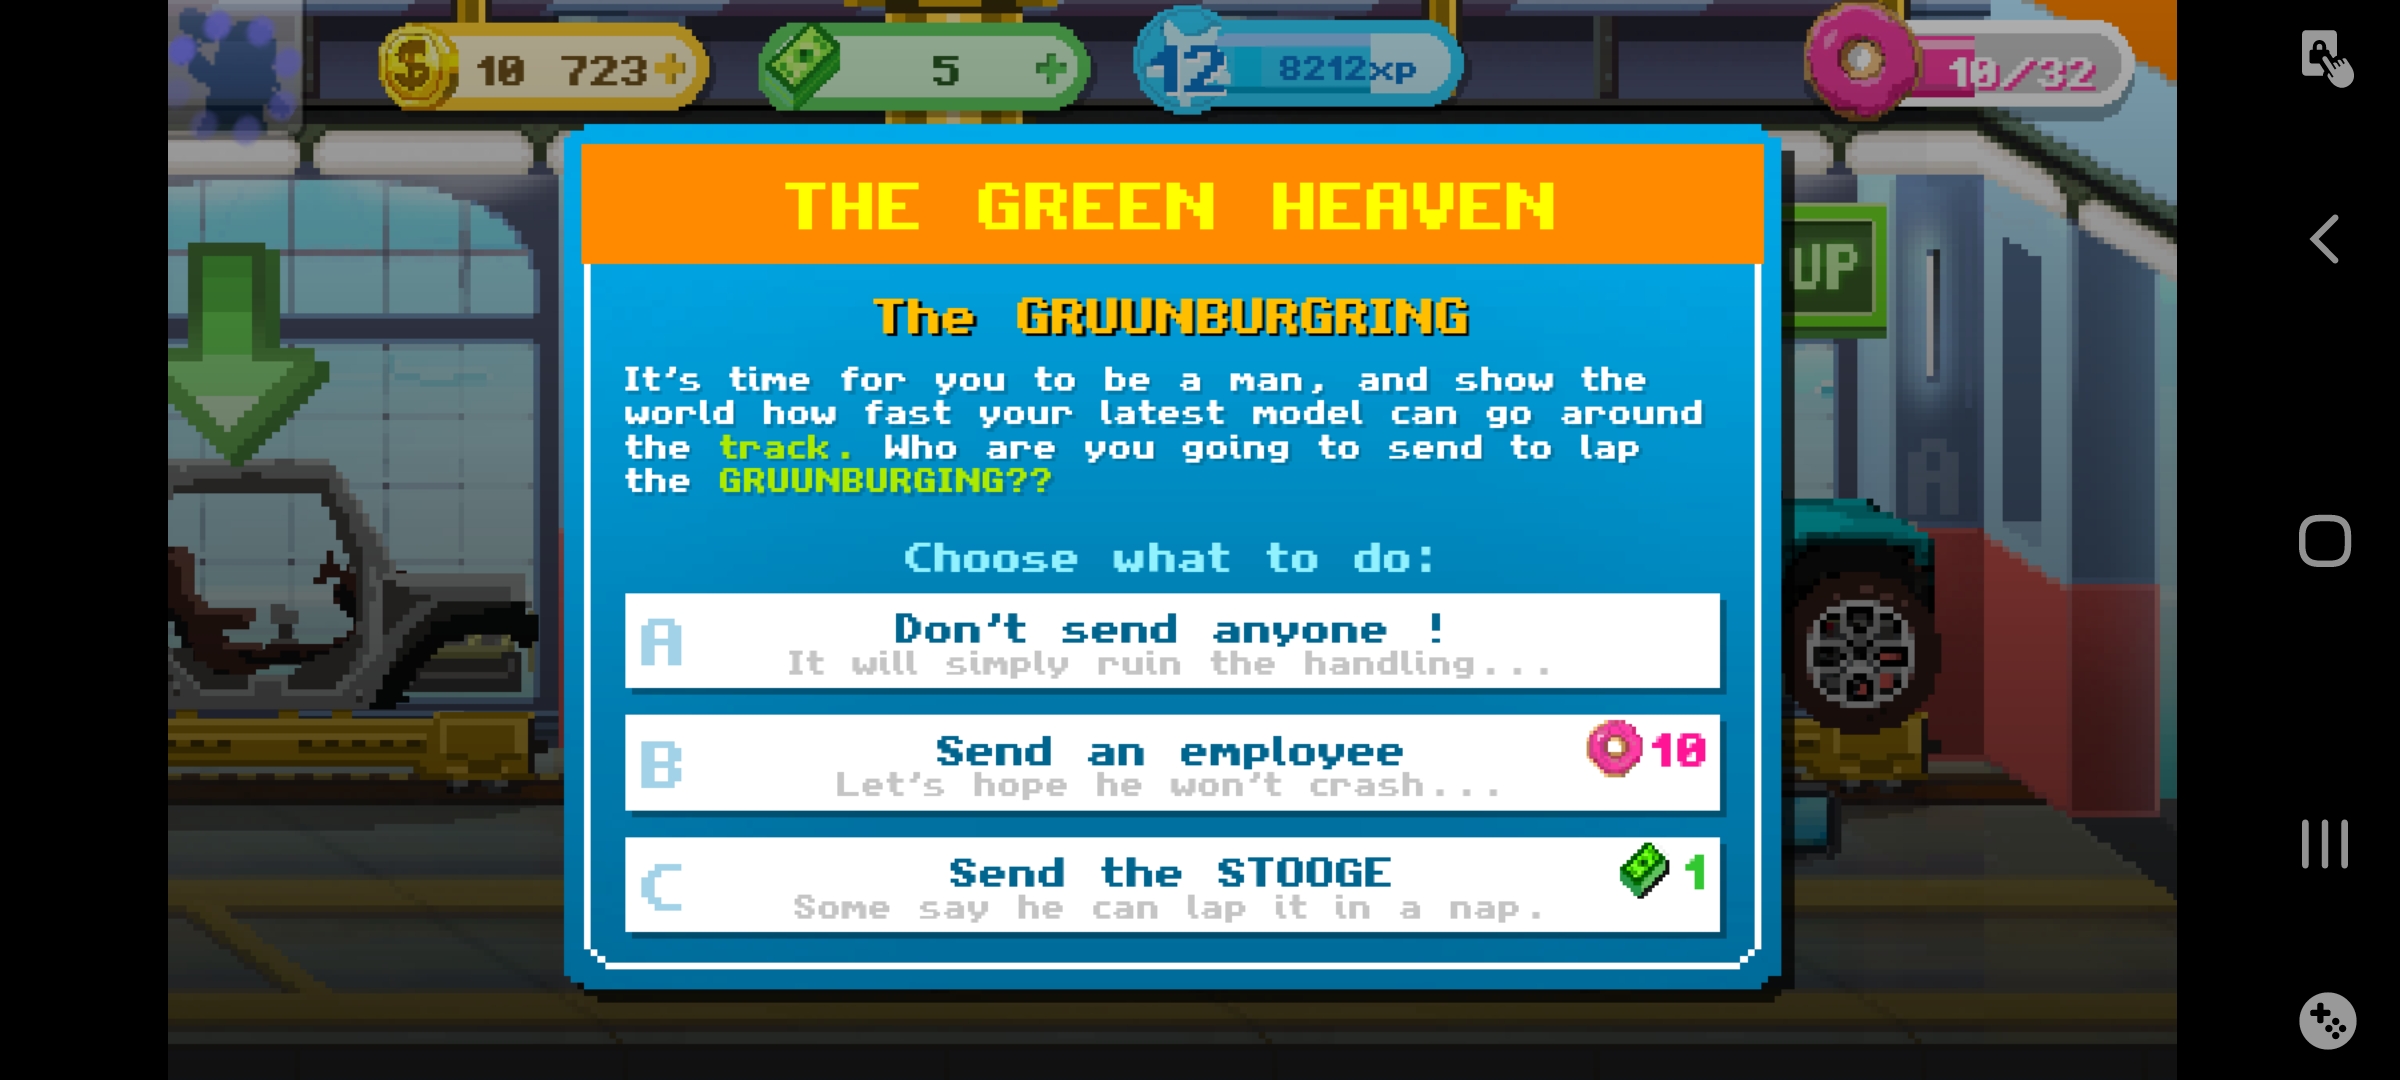 10 723
5
12
8212xp
10/32
THE GREEN HEAVEN
UP
The GRUUNBURGRING
It's time for you to be a man, and show the
world how fast your latest model can go around
the track. Who are you going to send to lap
the GRUUNBURGING??
Choose what to do:
A
Don't send anyone !
It will simply ruin the handling...
B
Send an employee
10
Let's hope he won't crash...
C
Send the STOOGE
1
Some say he can lap it in a nap.
A